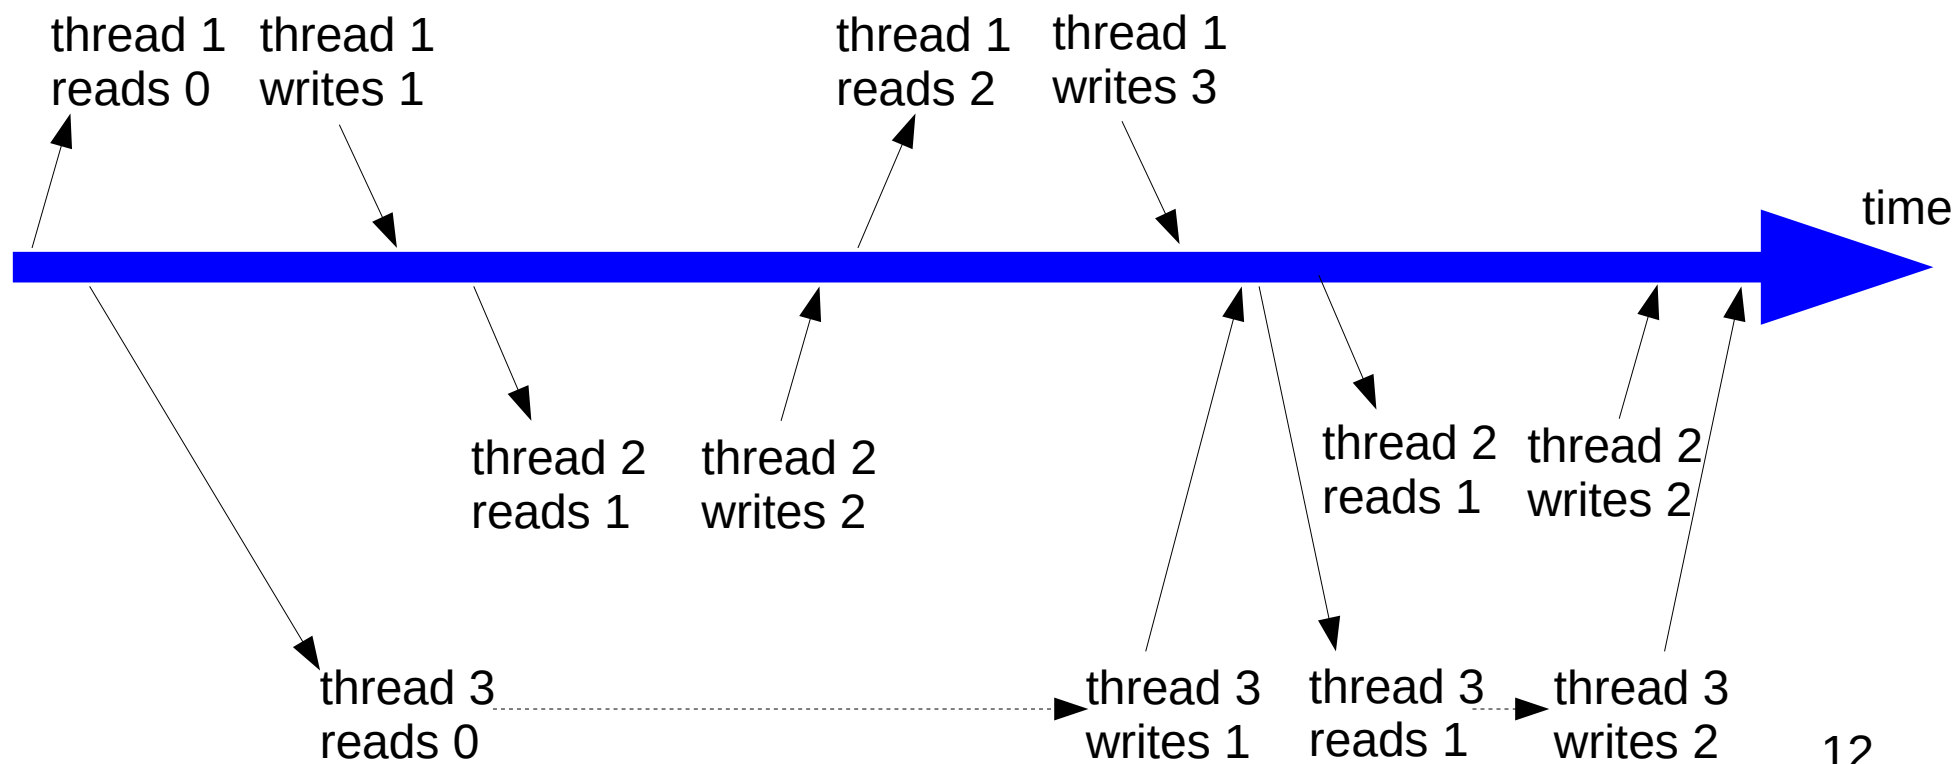 thread 1
reads 0
thread 1
writes 1
thread 1
reads 2
thread 1
writes 3
time
thread 2
reads 1
thread 2
writes 2
thread 2
reads 1
thread 2
writes 2
thread 3
reads 0
thread 3
writes 1
thread 3
reads 1
thread 3
writes 2
12